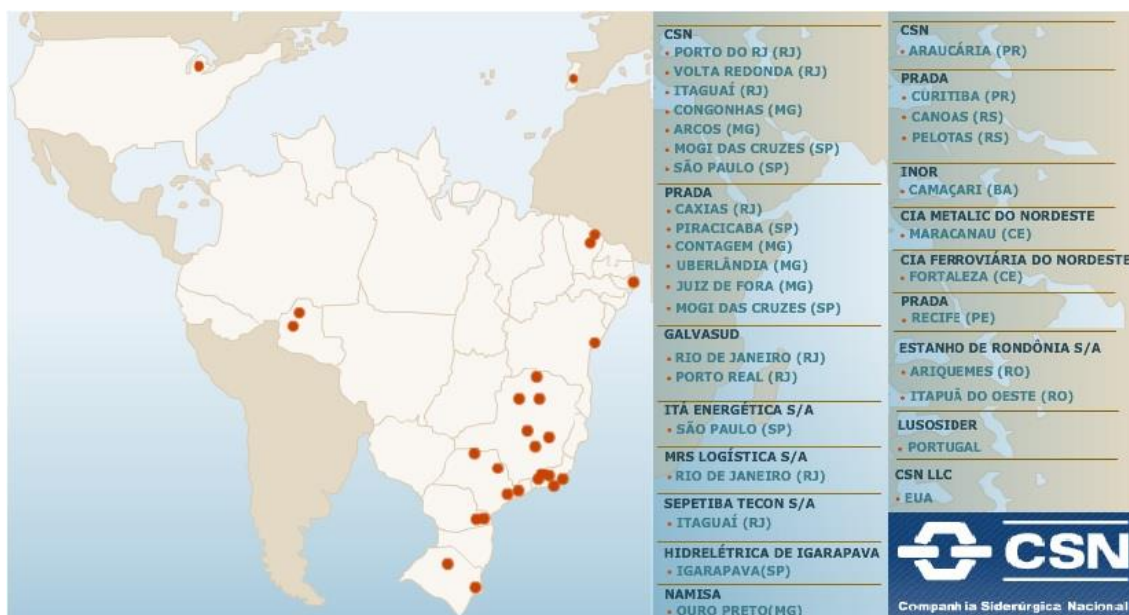 CSN
• PORTO DO RJ (RJ)
• VOLTA REDONDA (RJ)
• ITAGUAÍ (RJ)
• CONGONHAS (MG)
• ARCOS (MG)
• MOGI DAS CRUZES (SP)
• SÃO PAULO (SP)
PRADA
• CAXIAS (RJ)
• PIRACICABA (SP)
• CONTAGEM (MG)
• UBERLÂNDIA (MG)
• JUIZ DE FORA (MG)
• MOGI DAS CRUZES (SP)
GALVASUD
• RIO DE JANEIRO (RJ)
• PORTO REAL (RJ)
ITÁ ENERGÉTICA S/A
• SÃO PAULO (SP)
MRS LOGÍSTICA S/A
• RIO DE JANEIRO (RJ)
SEPETIBA TECON S/A
• ITAGUAÍ (RJ)
HIDRELÉTRICA DE IGARAPAVA
• IGARAPAVA(SP)
NAMISA
• OURO PRETO(MG)
CSN
• ARAUCÁRIA (PR)
PRADA
• CURITIBA (PR)
• CANOAS (RS)
• PELOTAS (RS)
INOR
• CAMAÇARI (BA)
CIA METALIC DO NORDESTE
• MARACANAU (CE)
CIA FERROVIÁRIA DO NORDESTE
• FORTALEZA (CE)
PRADA
• RECIFE (PE)
ESTANHO DE RONDÔNIA S/A
• ARIQUEMES (RO)
• ITAPUÃ DO OESTE (RO)
LUSOSIDER
• PORTUGAL
CSN LLC
• EUA
CSN
Companhia Siderúrgica Nacional